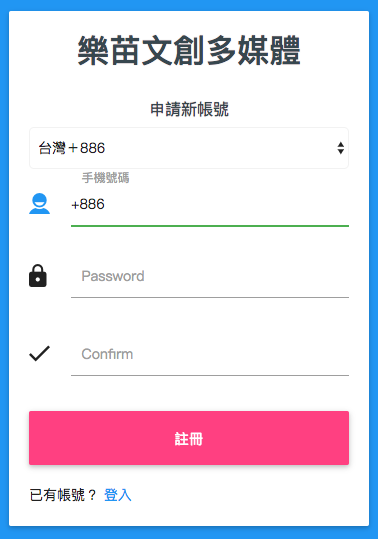 樂苗文創多媒體
申請新帳號
台灣＋886
手機號碼
+886
Password
Confirm
註冊
已有帳號？ 登入